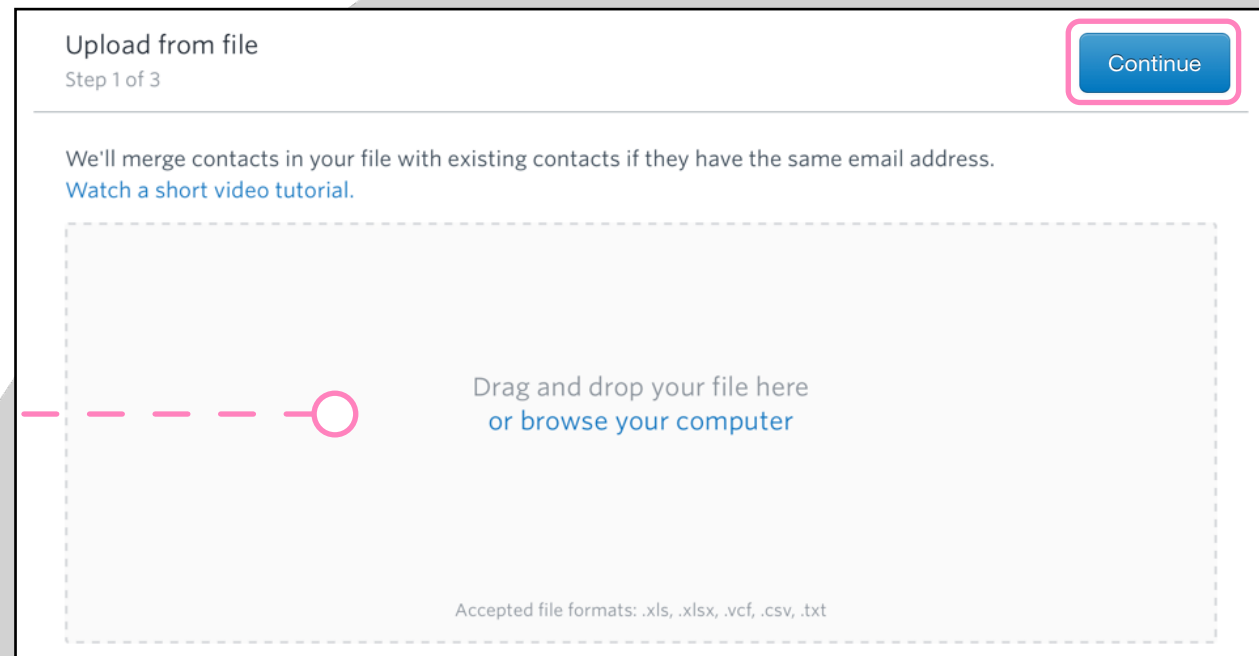 Upload from file
Continue
Step 1 of 3
We'll merge contacts in your file with existing contacts if they have the same email address.
Watch a short video tutorial.
Drag and drop your file here
or browse your computer
Accepted file formats: .xls, .xlsx, .vcf, .csv, .txt